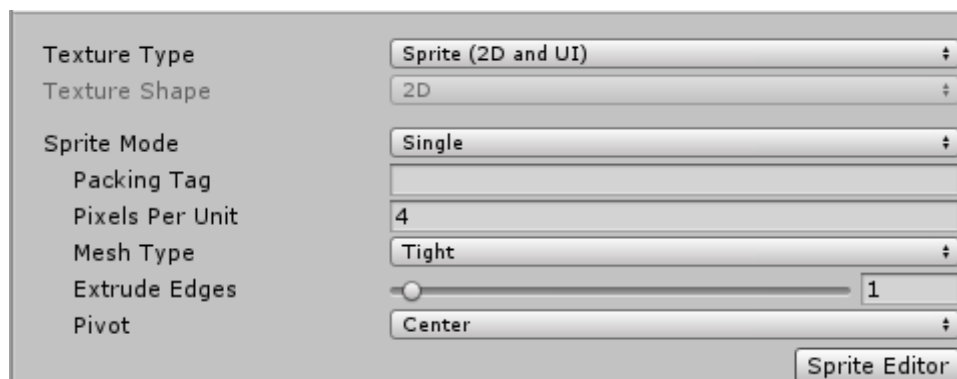 Texture Type Sprite (2D and UI)
Texture Shape 2D
Sprite Mode Single
Packing Tag
Pixels Per Unit 4
Mesh Type Tight
Extrude Edges 1
Pivot Center
Sprite Editor